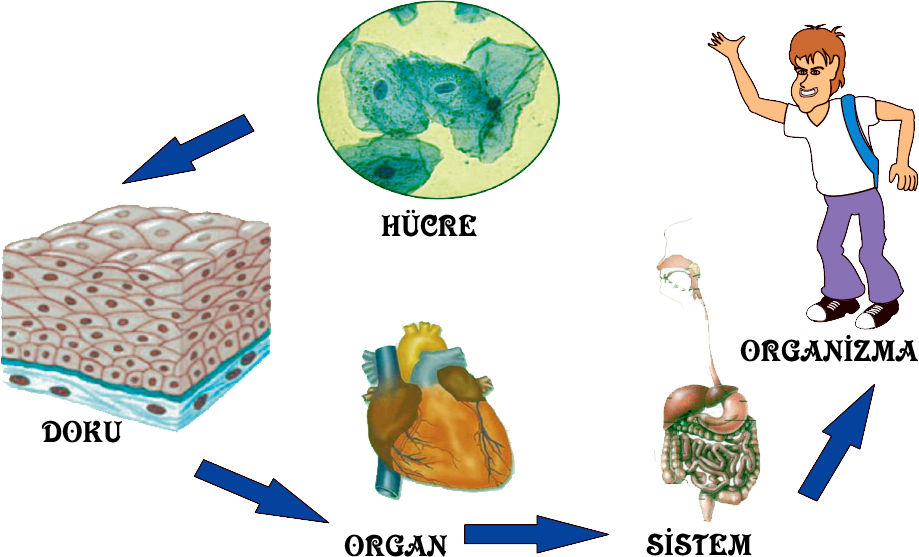 HÜCRE
DOKU
ORGAN
SİSTEM
ORGANİZMA